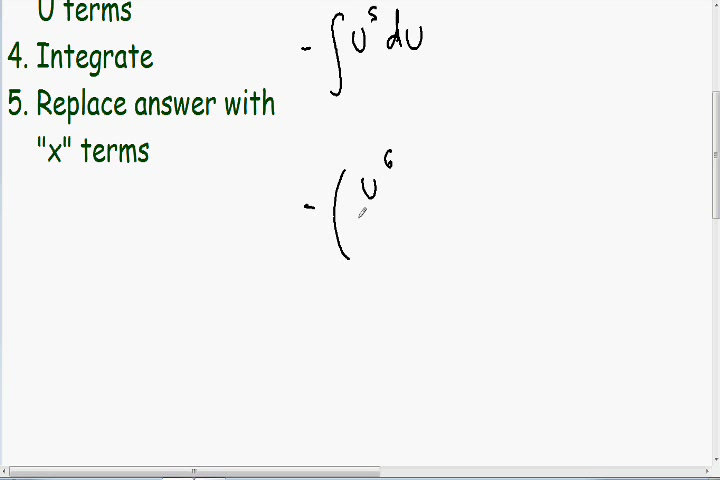 U terms
4. Integrate
5. Replace answer with
"x" terms
- ∫ U⁵ dU
- ( U⁶